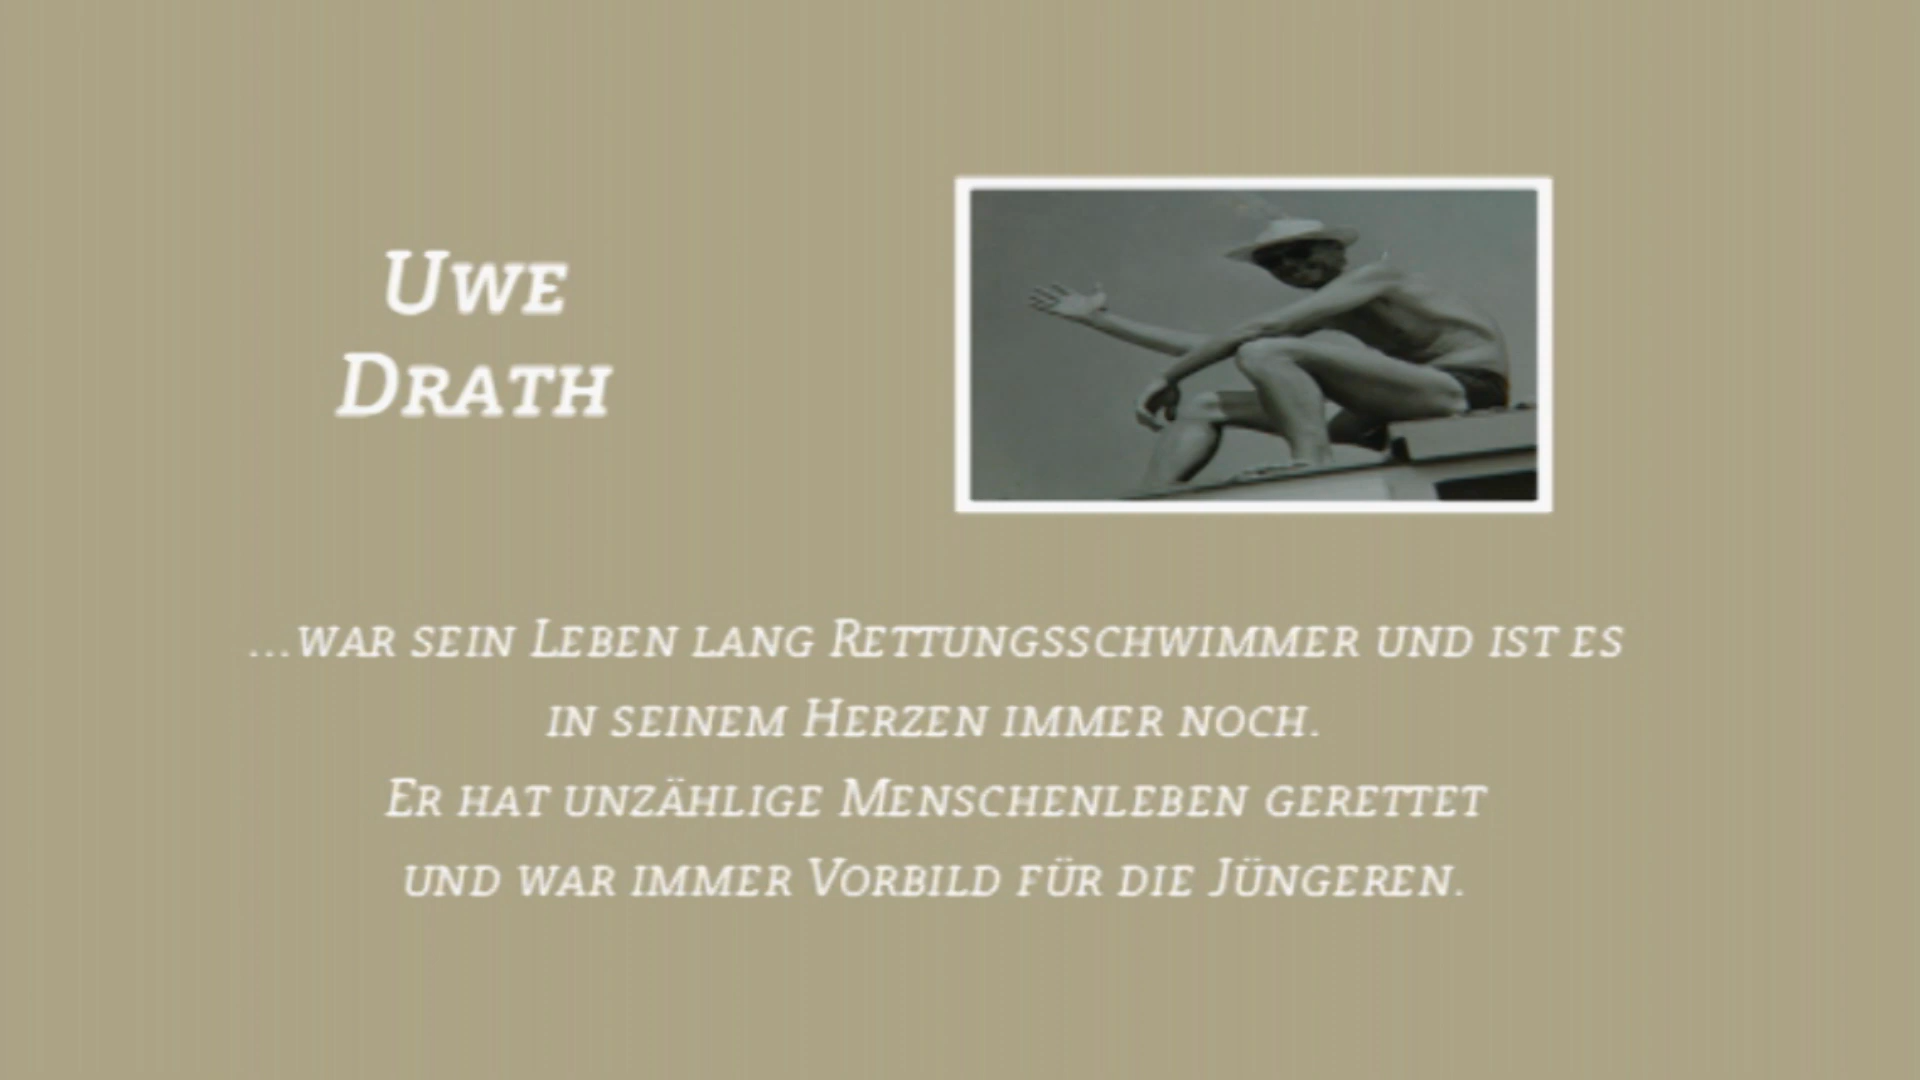 Uwe
Drath
...war sein Leben lang Rettungsschwimmer und ist es
in seinem Herzen immer noch.
Er hat unzählige Menschenleben gerettet
und war immer Vorbild für die Jüngeren.